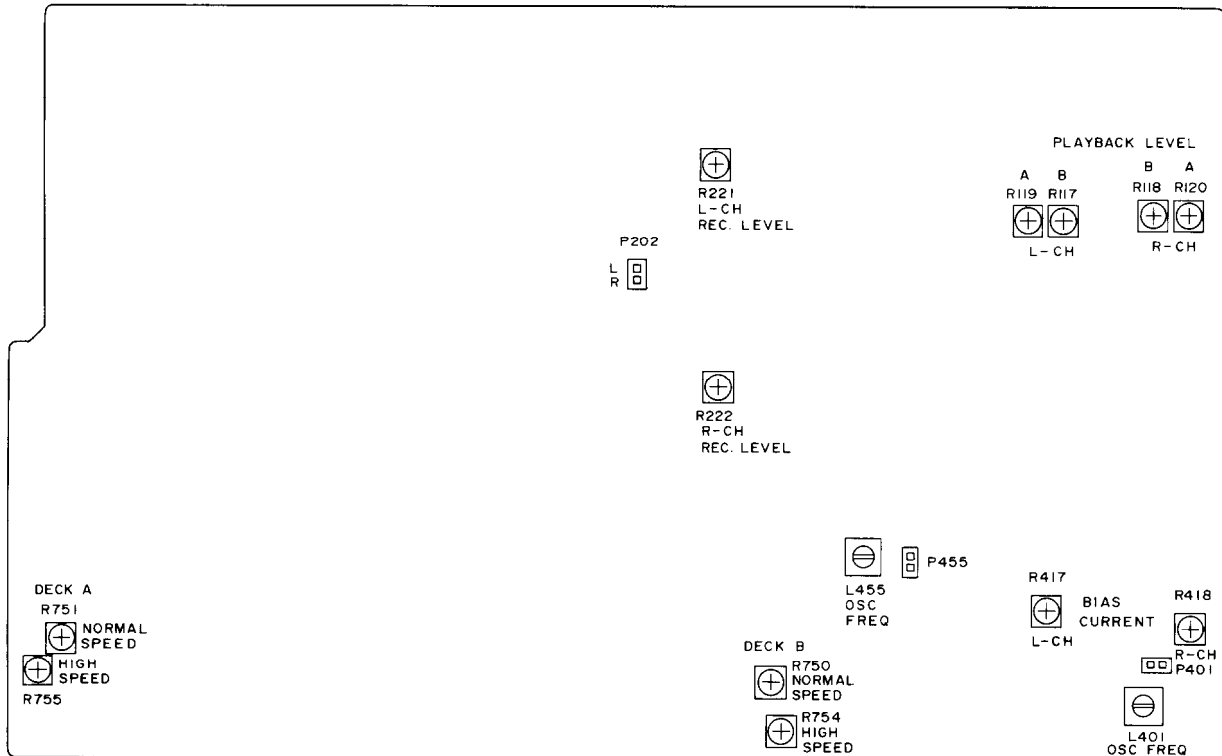 PLAYBACK LEVEL
A B
R119 R117
L-CH
B A
R118 R120
R-CH
R221
L-CH
REC. LEVEL
P202
L
R
R222
R-CH
REC. LEVEL
L455
OSC
FREQ
P455
R417
L-CH
BIAS
CURRENT
R418
R-CH
P401
L401
OSC FREQ
DECK A
R751
NORMAL
SPEED
HIGH
SPEED
R755
DECK B
R750
NORMAL
SPEED
R754
HIGH
SPEED